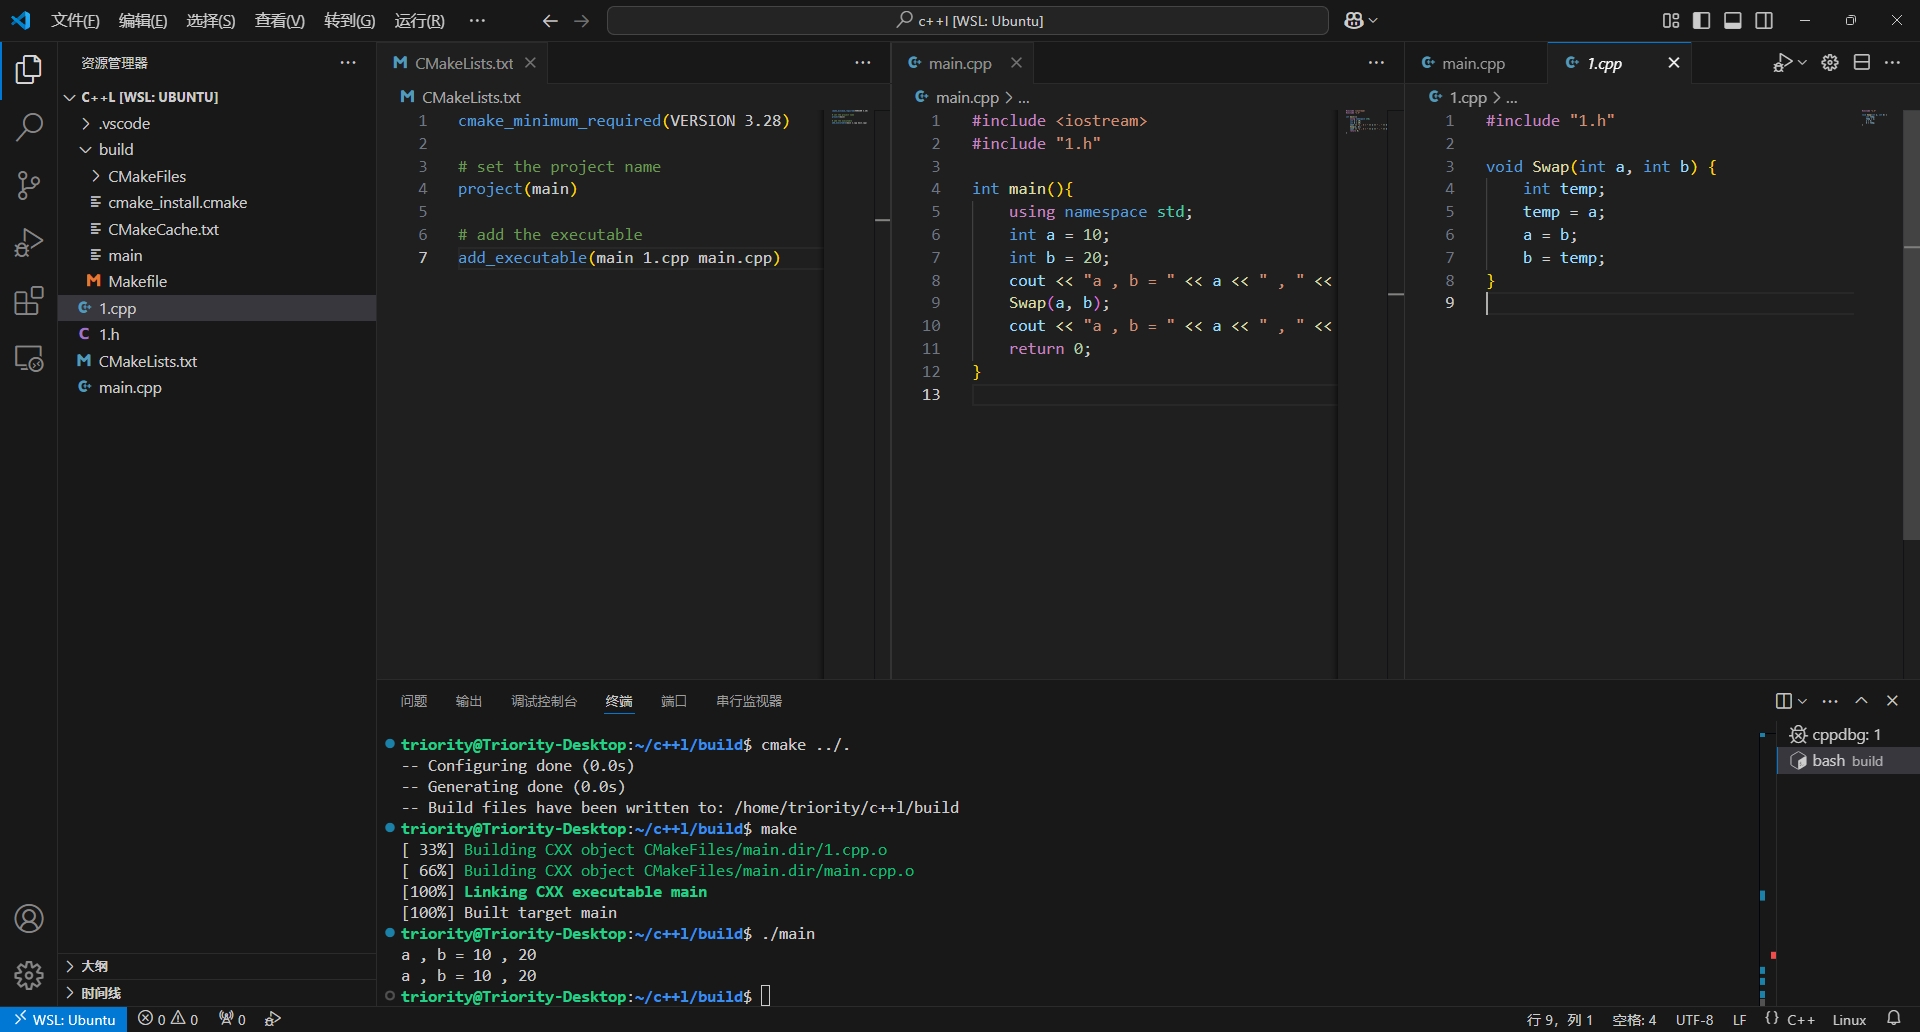 文件(F) 编辑(E) 选择(S) 查看(V) 转到(G) 运行(R) ···
c++l [WSL: Ubuntu]
资源管理器
C++L [WSL: UBUNTU]
.vscode
build
CMakeFiles
cmake_install.cmake
CMakeCache.txt
main
Makefile
1.cpp
1.h
CMakeLists.txt
main.cpp
大纲
时间线
CMakeLists.txt
CMakeLists.txt
1 cmake_minimum_required(VERSION 3.28)
2
3 # set the project name
4 project(main)
5
6 # add the executable
7 add_executable(main 1.cpp main.cpp)
main.cpp
main.cpp > ...
1 #include <iostream>
2 #include "1.h"
3
4 int main(){
5     using namespace std;
6     int a = 10;
7     int b = 20;
8     cout << "a , b = " << a << " , " <<
9     Swap(a, b);
10     cout << "a , b = " << a << " , " <<
11     return 0;
12 }
13
main.cpp 1.cpp
1.cpp > ...
1 #include "1.h"
2
3 void Swap(int a, int b) {
4     int temp;
5     temp = a;
6     a = b;
7     b = temp;
8 }
9
问题 输出 调试控制台 终端 端口 串行监视器
triority@Triority-Desktop:~/c++l/build$ cmake ../.
-- Configuring done (0.0s)
-- Generating done (0.0s)
-- Build files have been written to: /home/triority/c++l/build
triority@Triority-Desktop:~/c++l/build$ make
[ 33%] Building CXX object CMakeFiles/main.dir/1.cpp.o
[ 66%] Building CXX object CMakeFiles/main.dir/main.cpp.o
[100%] Linking CXX executable main
[100%] Built target main
triority@Triority-Desktop:~/c++l/build$ ./main
a , b = 10 , 20
a , b = 10 , 20
triority@Triority-Desktop:~/c++l/build$
cppdbg: 1
bash build
WSL: Ubuntu 0 0 0 行 9，列 1 空格: 4 UTF-8 LF {} C++ Linux